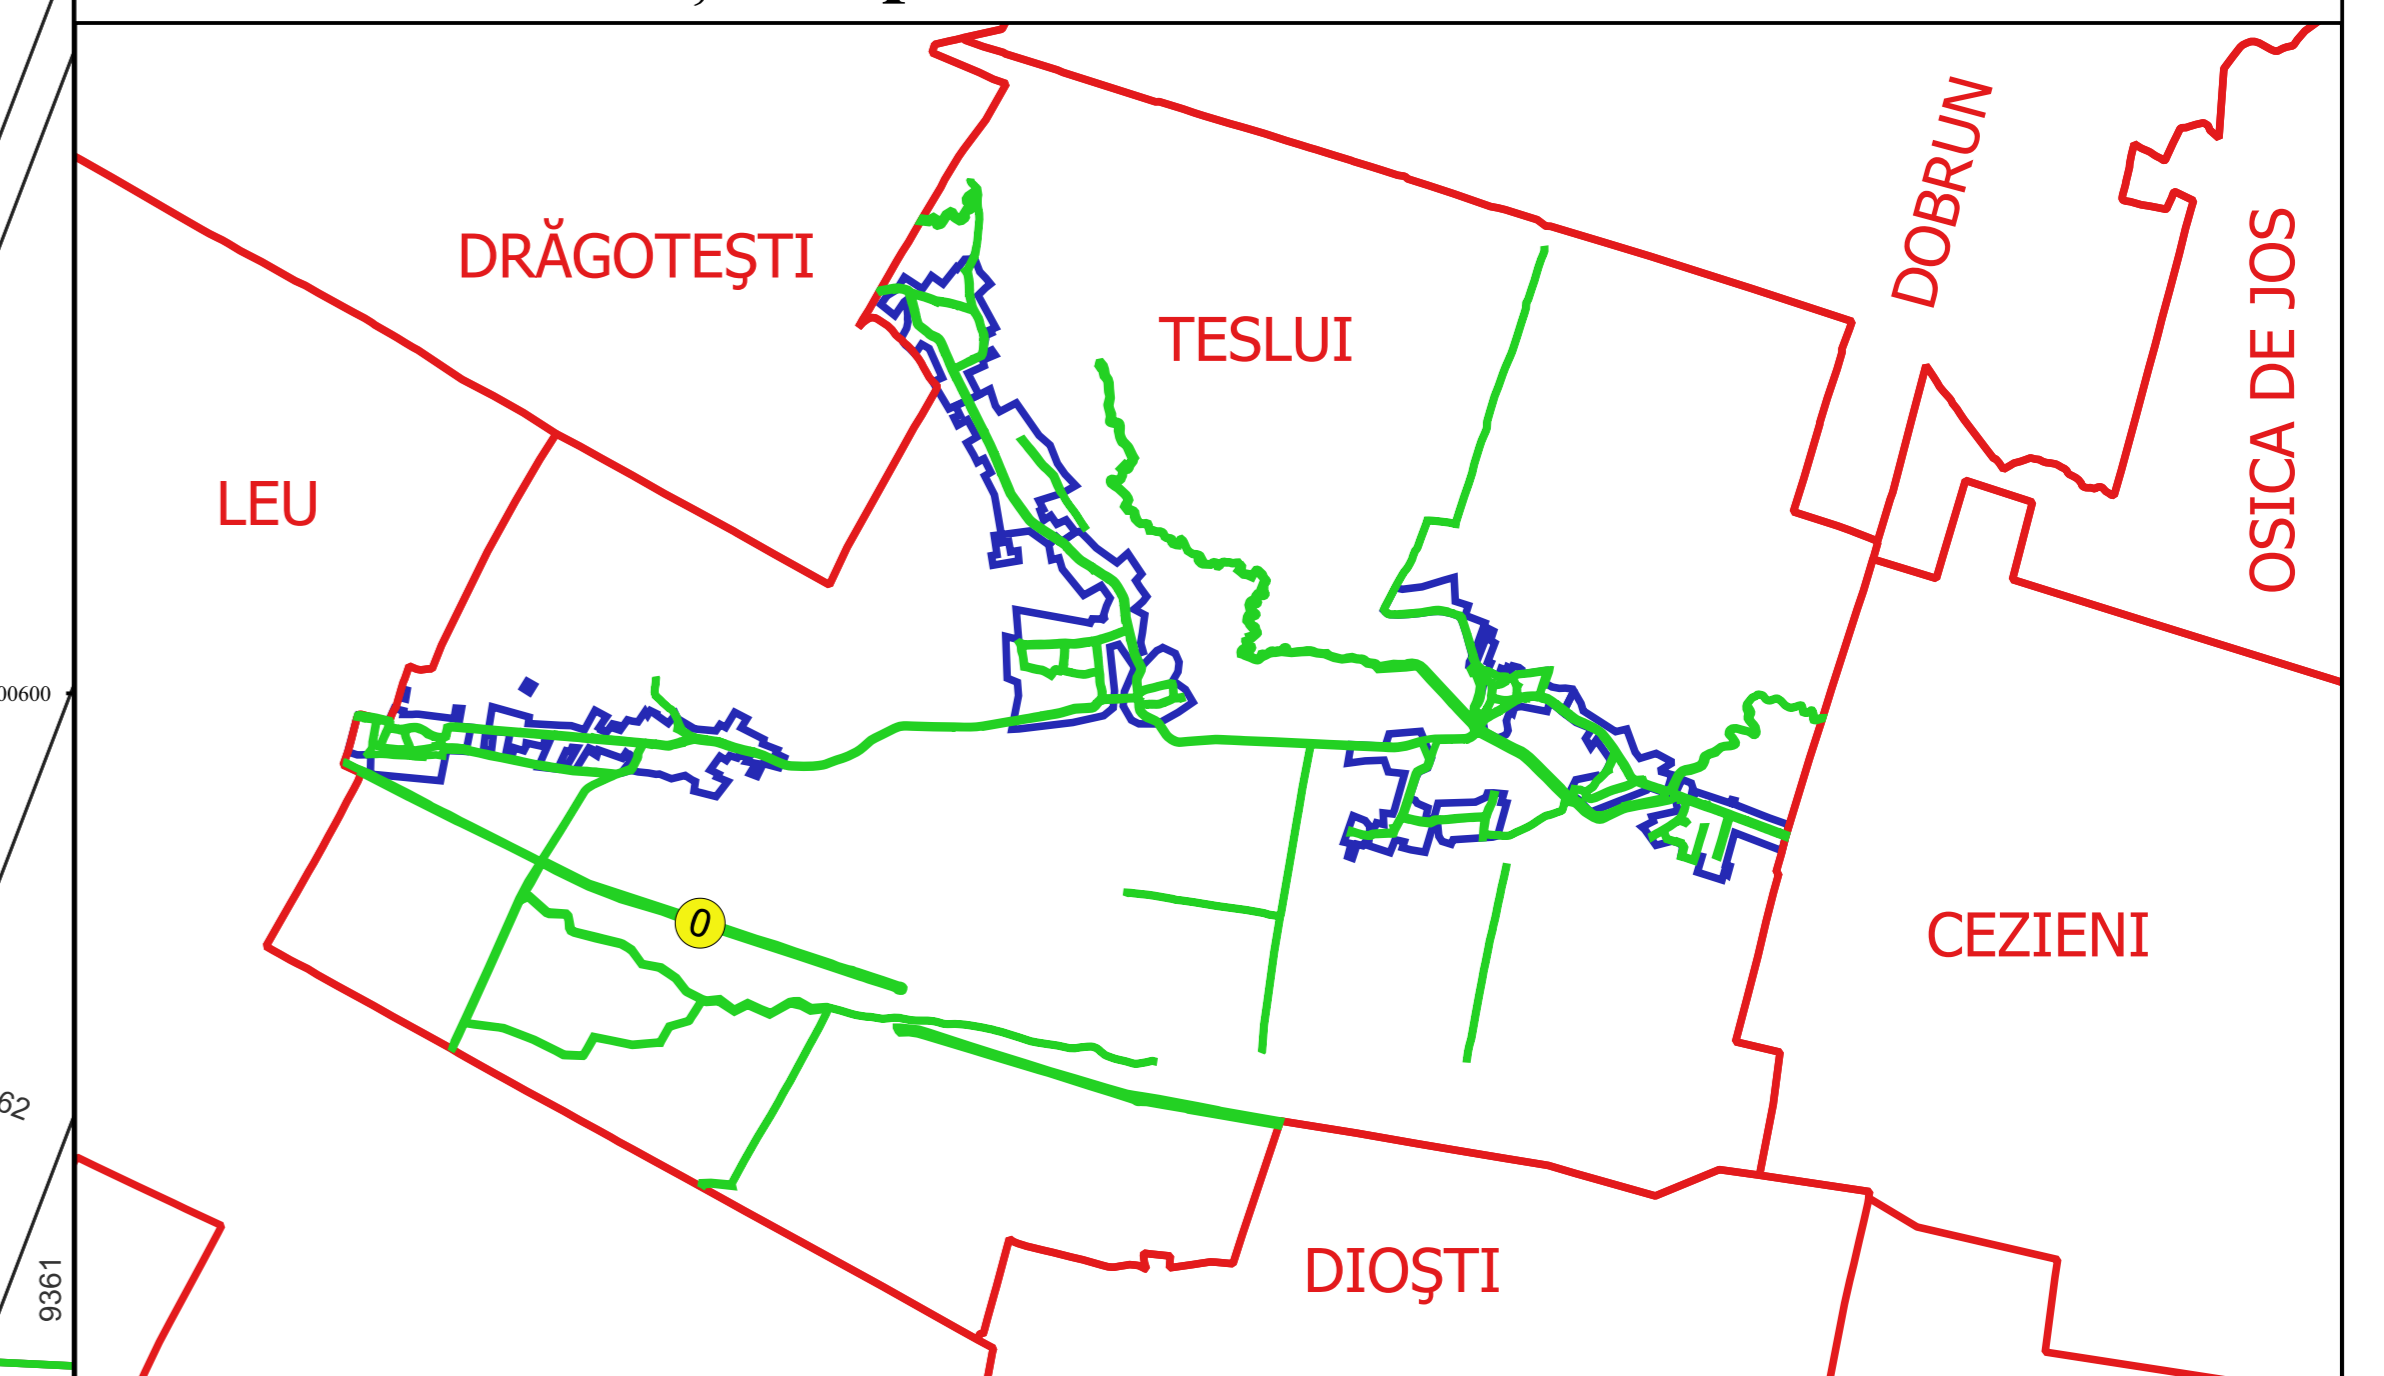 DOBRUN
DRĂGOTEŞTI
TESLUI
OSICA DE JOS
LEU
00600
0
CEZIENI
62
DIOŞTI
9361